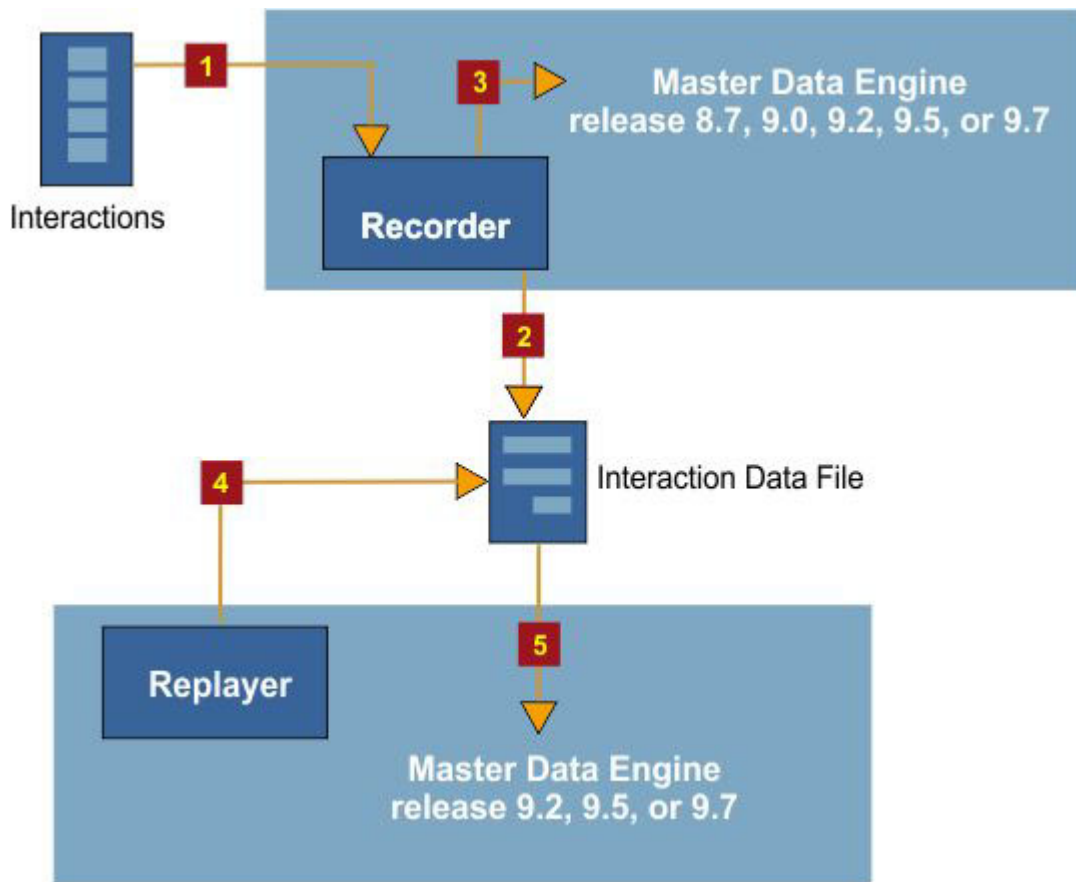 1
3
Master Data Engine
release 8.7, 9.0, 9.2, 9.5, or 9.7
Interactions
Recorder
2
Interaction Data File
4
5
Replayer
Master Data Engine
release 9.2, 9.5, or 9.7